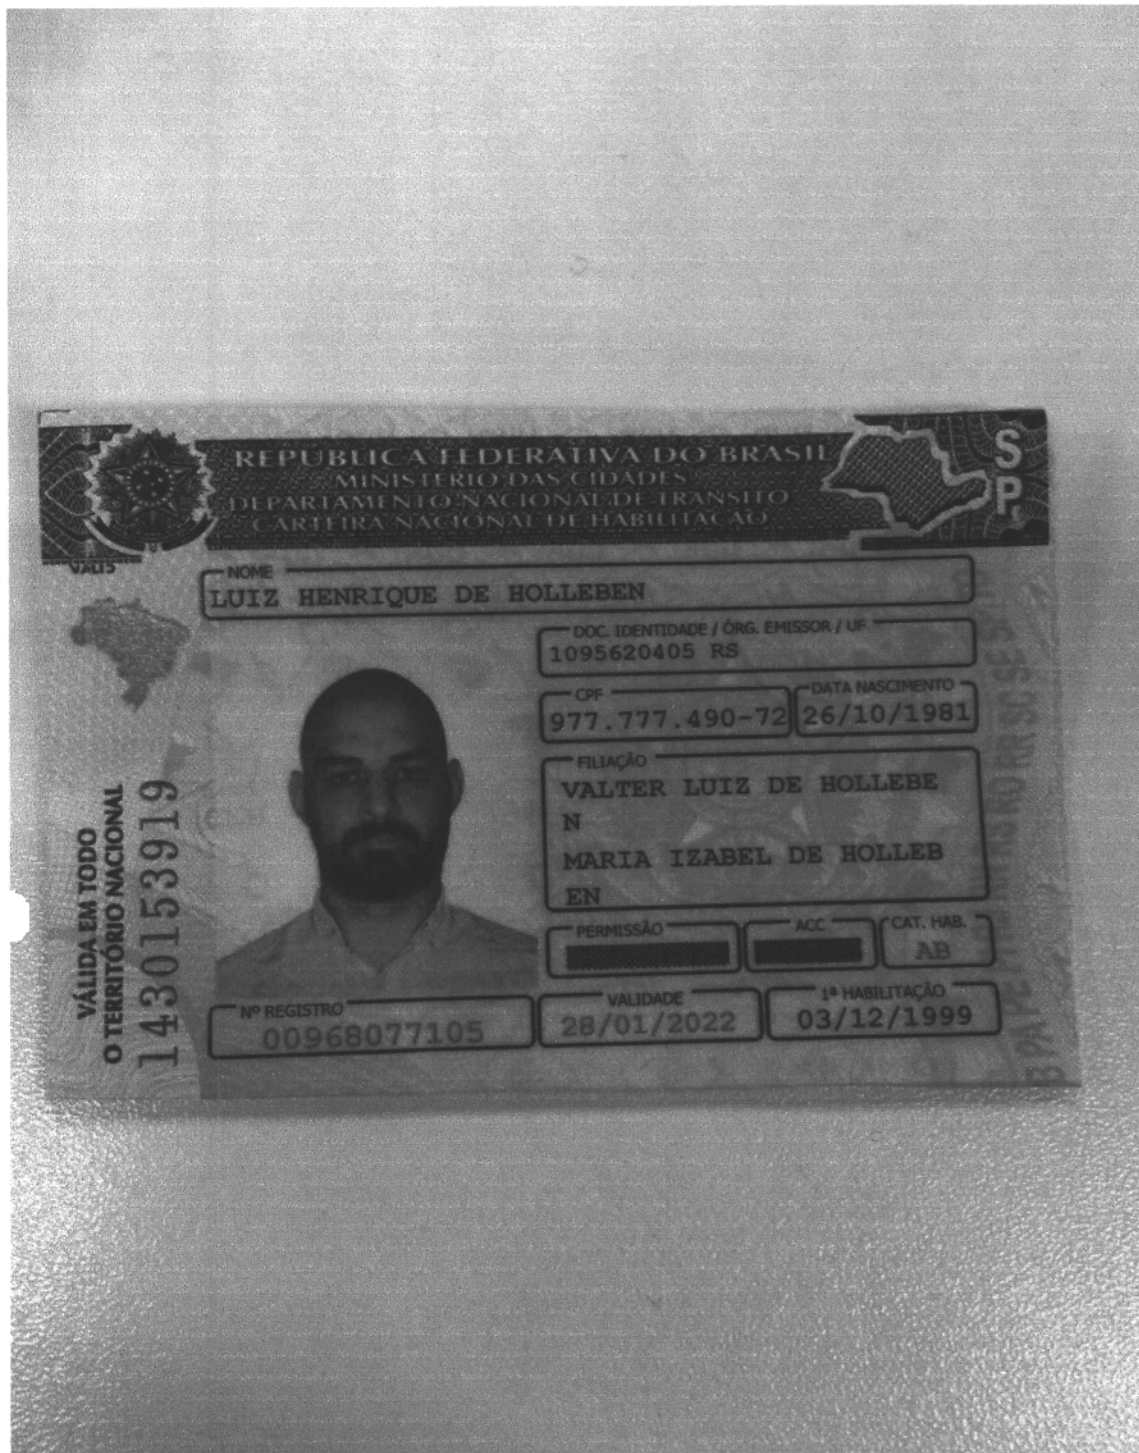 REPÚBLICA FEDERATIVA DO BRASIL
MINISTÉRIO DAS CIDADES
DEPARTAMENTO NACIONAL DE TRÂNSITO
CARTEIRA NACIONAL DE HABILITAÇÃO
SP
NOME
LUIZ HENRIQUE DE HOLLEBEN
DOC. IDENTIDADE / ÓRG. EMISSOR / UF
1095620405 RS
CPF
977.777.490-72
DATA NASCIMENTO
26/10/1981
FILIAÇÃO
VALTER LUIZ DE HOLLEBE
N
MARIA IZABEL DE HOLLEB
EN
PERMISSÃO
ACC
CAT. HAB.
AB
Nº REGISTRO
00968077105
VALIDADE
28/01/2022
1ª HABILITAÇÃO
03/12/1999
VÁLIDA EM TODO
O TERRITÓRIO NACIONAL
1430153919